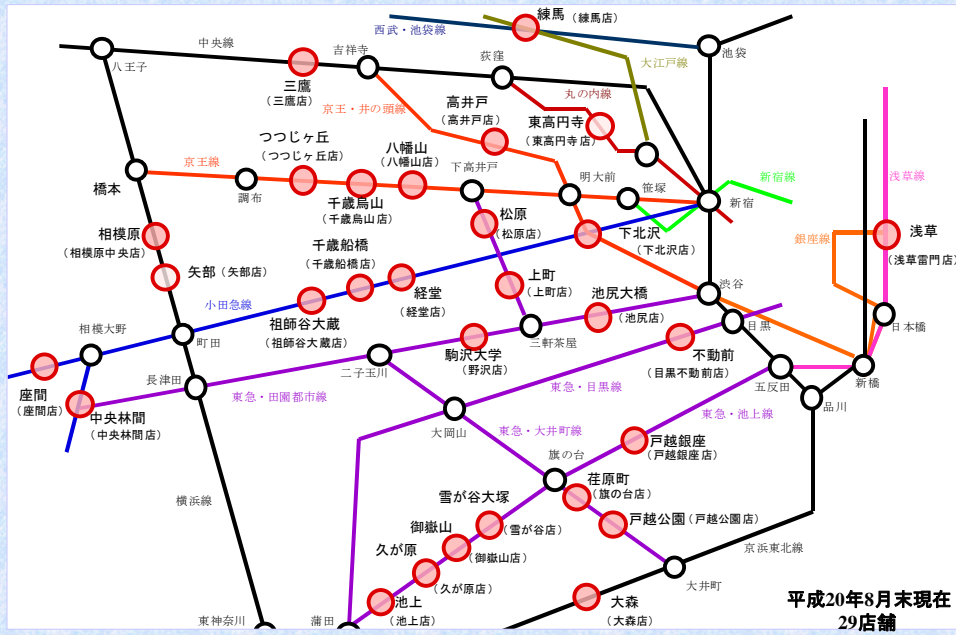 練馬 (練馬店)
西武・池袋線
中央線
吉祥寺
池袋
荻窪
大江戸線
八王子
三鷹
(三鷹店)
丸の内線
高井戸
(高井戸店)
京王・井の頭線
東高円寺
(東高円寺店)
つつじヶ丘
(つつじヶ丘店)
八幡山
(八幡山店)
下高井戸
京王線
明大前
笹塚
新宿線
浅草線
橋本
調布
千歳烏山
(千歳烏山店)
新宿
松原
(松原店)
下北沢
(下北沢店)
相模原
(相模原中央店)
千歳船橋
(千歳船橋店)
銀座線
浅草
(浅草雷門店)
矢部 (矢部店)
上町
(上町店)
経堂
(経堂店)
池尻大橋
(池尻店)
渋谷
小田急線
祖師谷大蔵
(祖師谷大蔵店)
相模大野
町田
目黒
日本橋
三軒茶屋
駒沢大学
(野沢店)
不動前
(目黒不動前店)
長津田
二子玉川
新橋
五反田
座間
(座間店)
東急・田園都市線
東急・目黒線
品川
中央林間
(中央林間店)
大岡山
東急・大井町線
東急・池上線
戸越銀座
(戸越銀座店)
旗の台
荏原町
(旗の台店)
横浜線
雪が谷大塚
(雪が谷店)
戸越公園 (戸越公園店)
御嶽山
(御嶽山店)
京浜東北線
久が原
(久が原店)
大井町
池上
(池上店)
大森
(大森店)
東神奈川
蒲田
平成20年8月末現在
29店舗